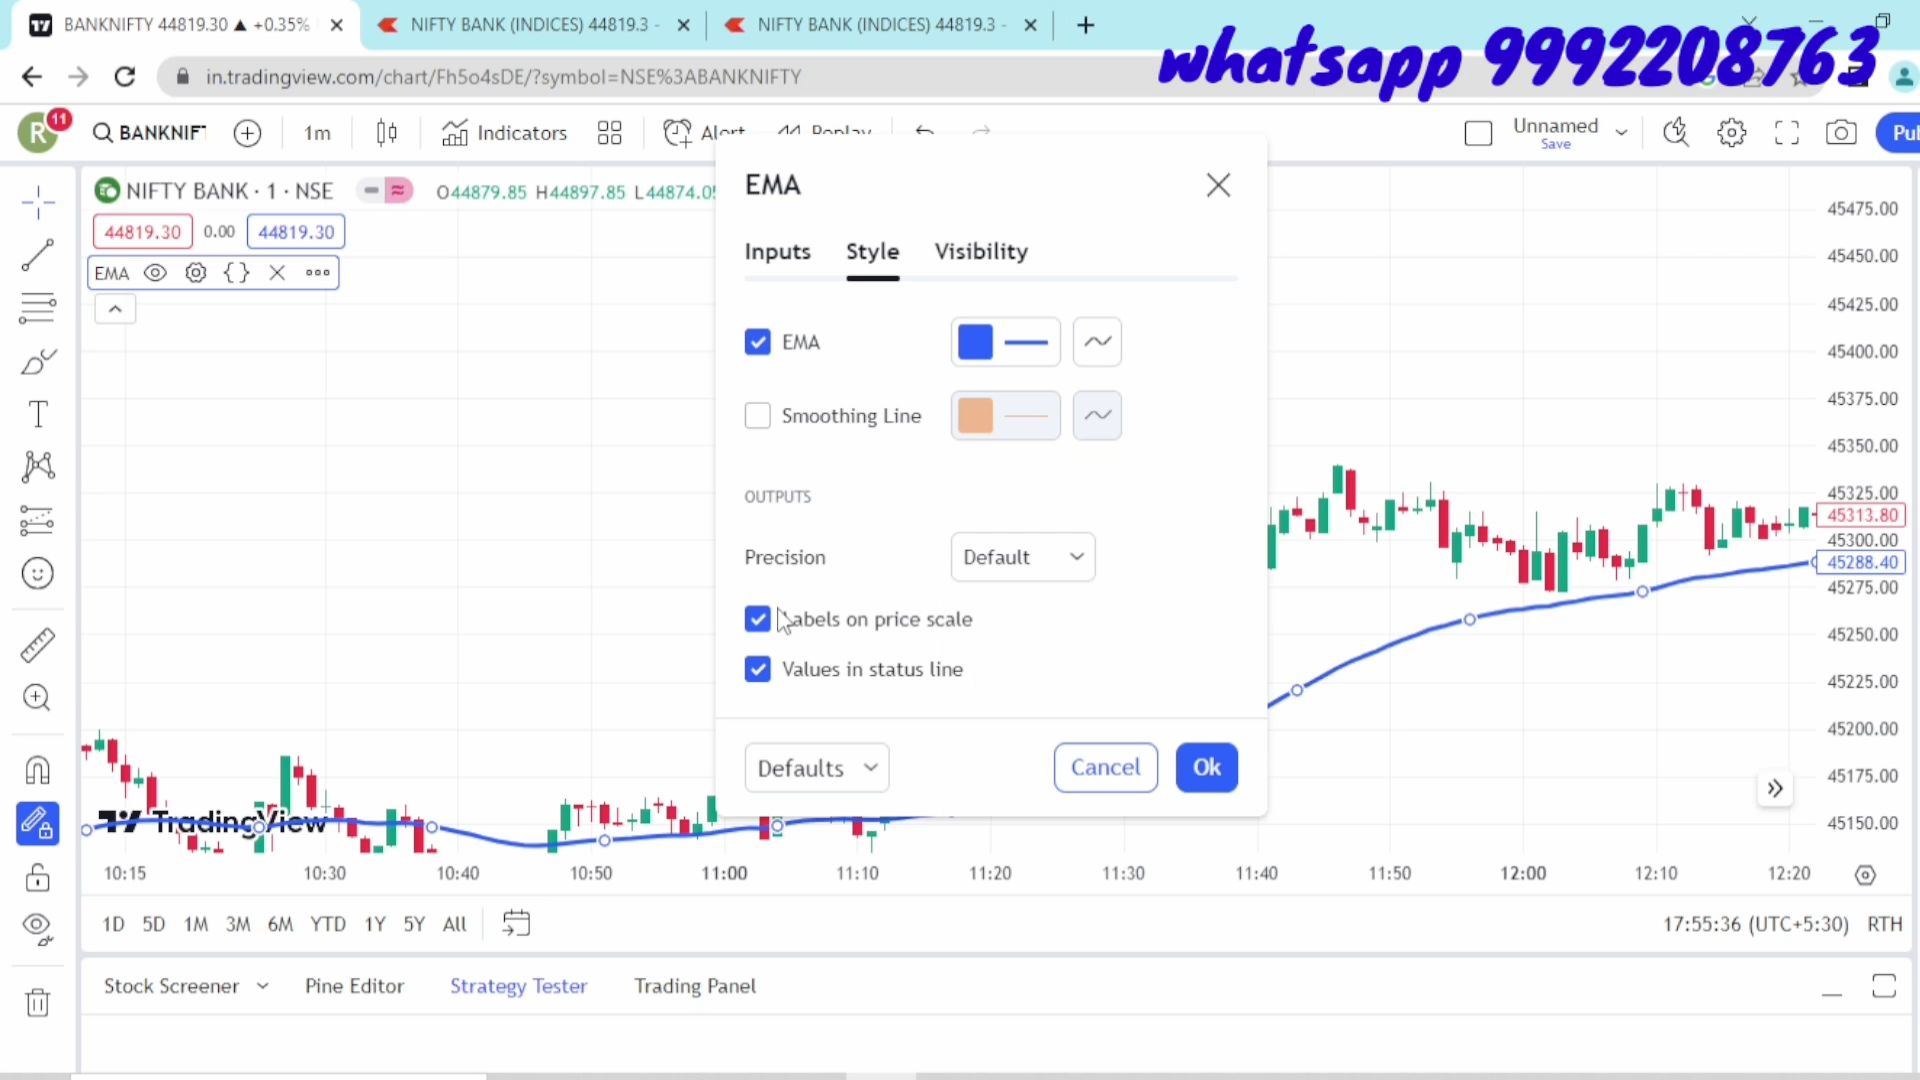 BANKNIFTY 44819.30 ▲ +0.35%
NIFTY BANK (INDICES) 44819.3 -
NIFTY BANK (INDICES) 44819.3 -
whatsapp 9992208763
in.tradingview.com/chart/Fh5o4sDE/?symbol=NSE%3ABANKNIFTY
R
11
BANKNIF
1m
Indicators
Alert
Replay
Unnamed
Save
Pu
NIFTY BANK · 1 · NSE
O44879.85 H44897.85 L44874.05
44819.30
0.00
44819.30
EMA
EMA
Inputs
Style
Visibility
EMA
Smoothing Line
OUTPUTS
Precision
Default
Labels on price scale
Values in status line
Defaults
Cancel
Ok
45475.00
45450.00
45425.00
45400.00
45375.00
45350.00
45325.00
45313.80
45300.00
45288.40
45275.00
45250.00
45225.00
45200.00
45175.00
45150.00
TradingView
10:15
10:30
10:40
10:50
11:00
11:10
11:20
11:30
11:40
11:50
12:00
12:10
12:20
1D 5D 1M 3M 6M YTD 1Y 5Y All
17:55:36 (UTC+5:30) RTH
Stock Screener
Pine Editor
Strategy Tester
Trading Panel